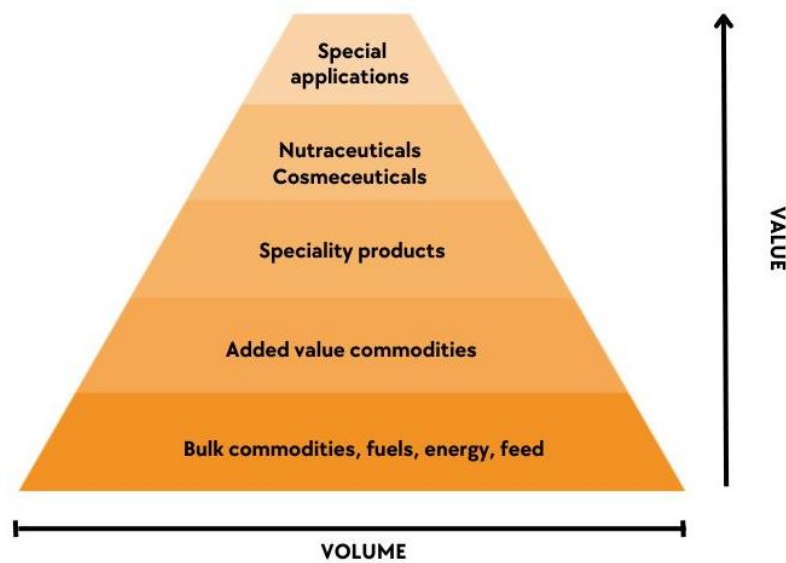 Special
applications
Nutraceuticals
Cosmeceuticals
Speciality products
Added value commodities
Bulk commodities, fuels, energy, feed
VALUE
VOLUME